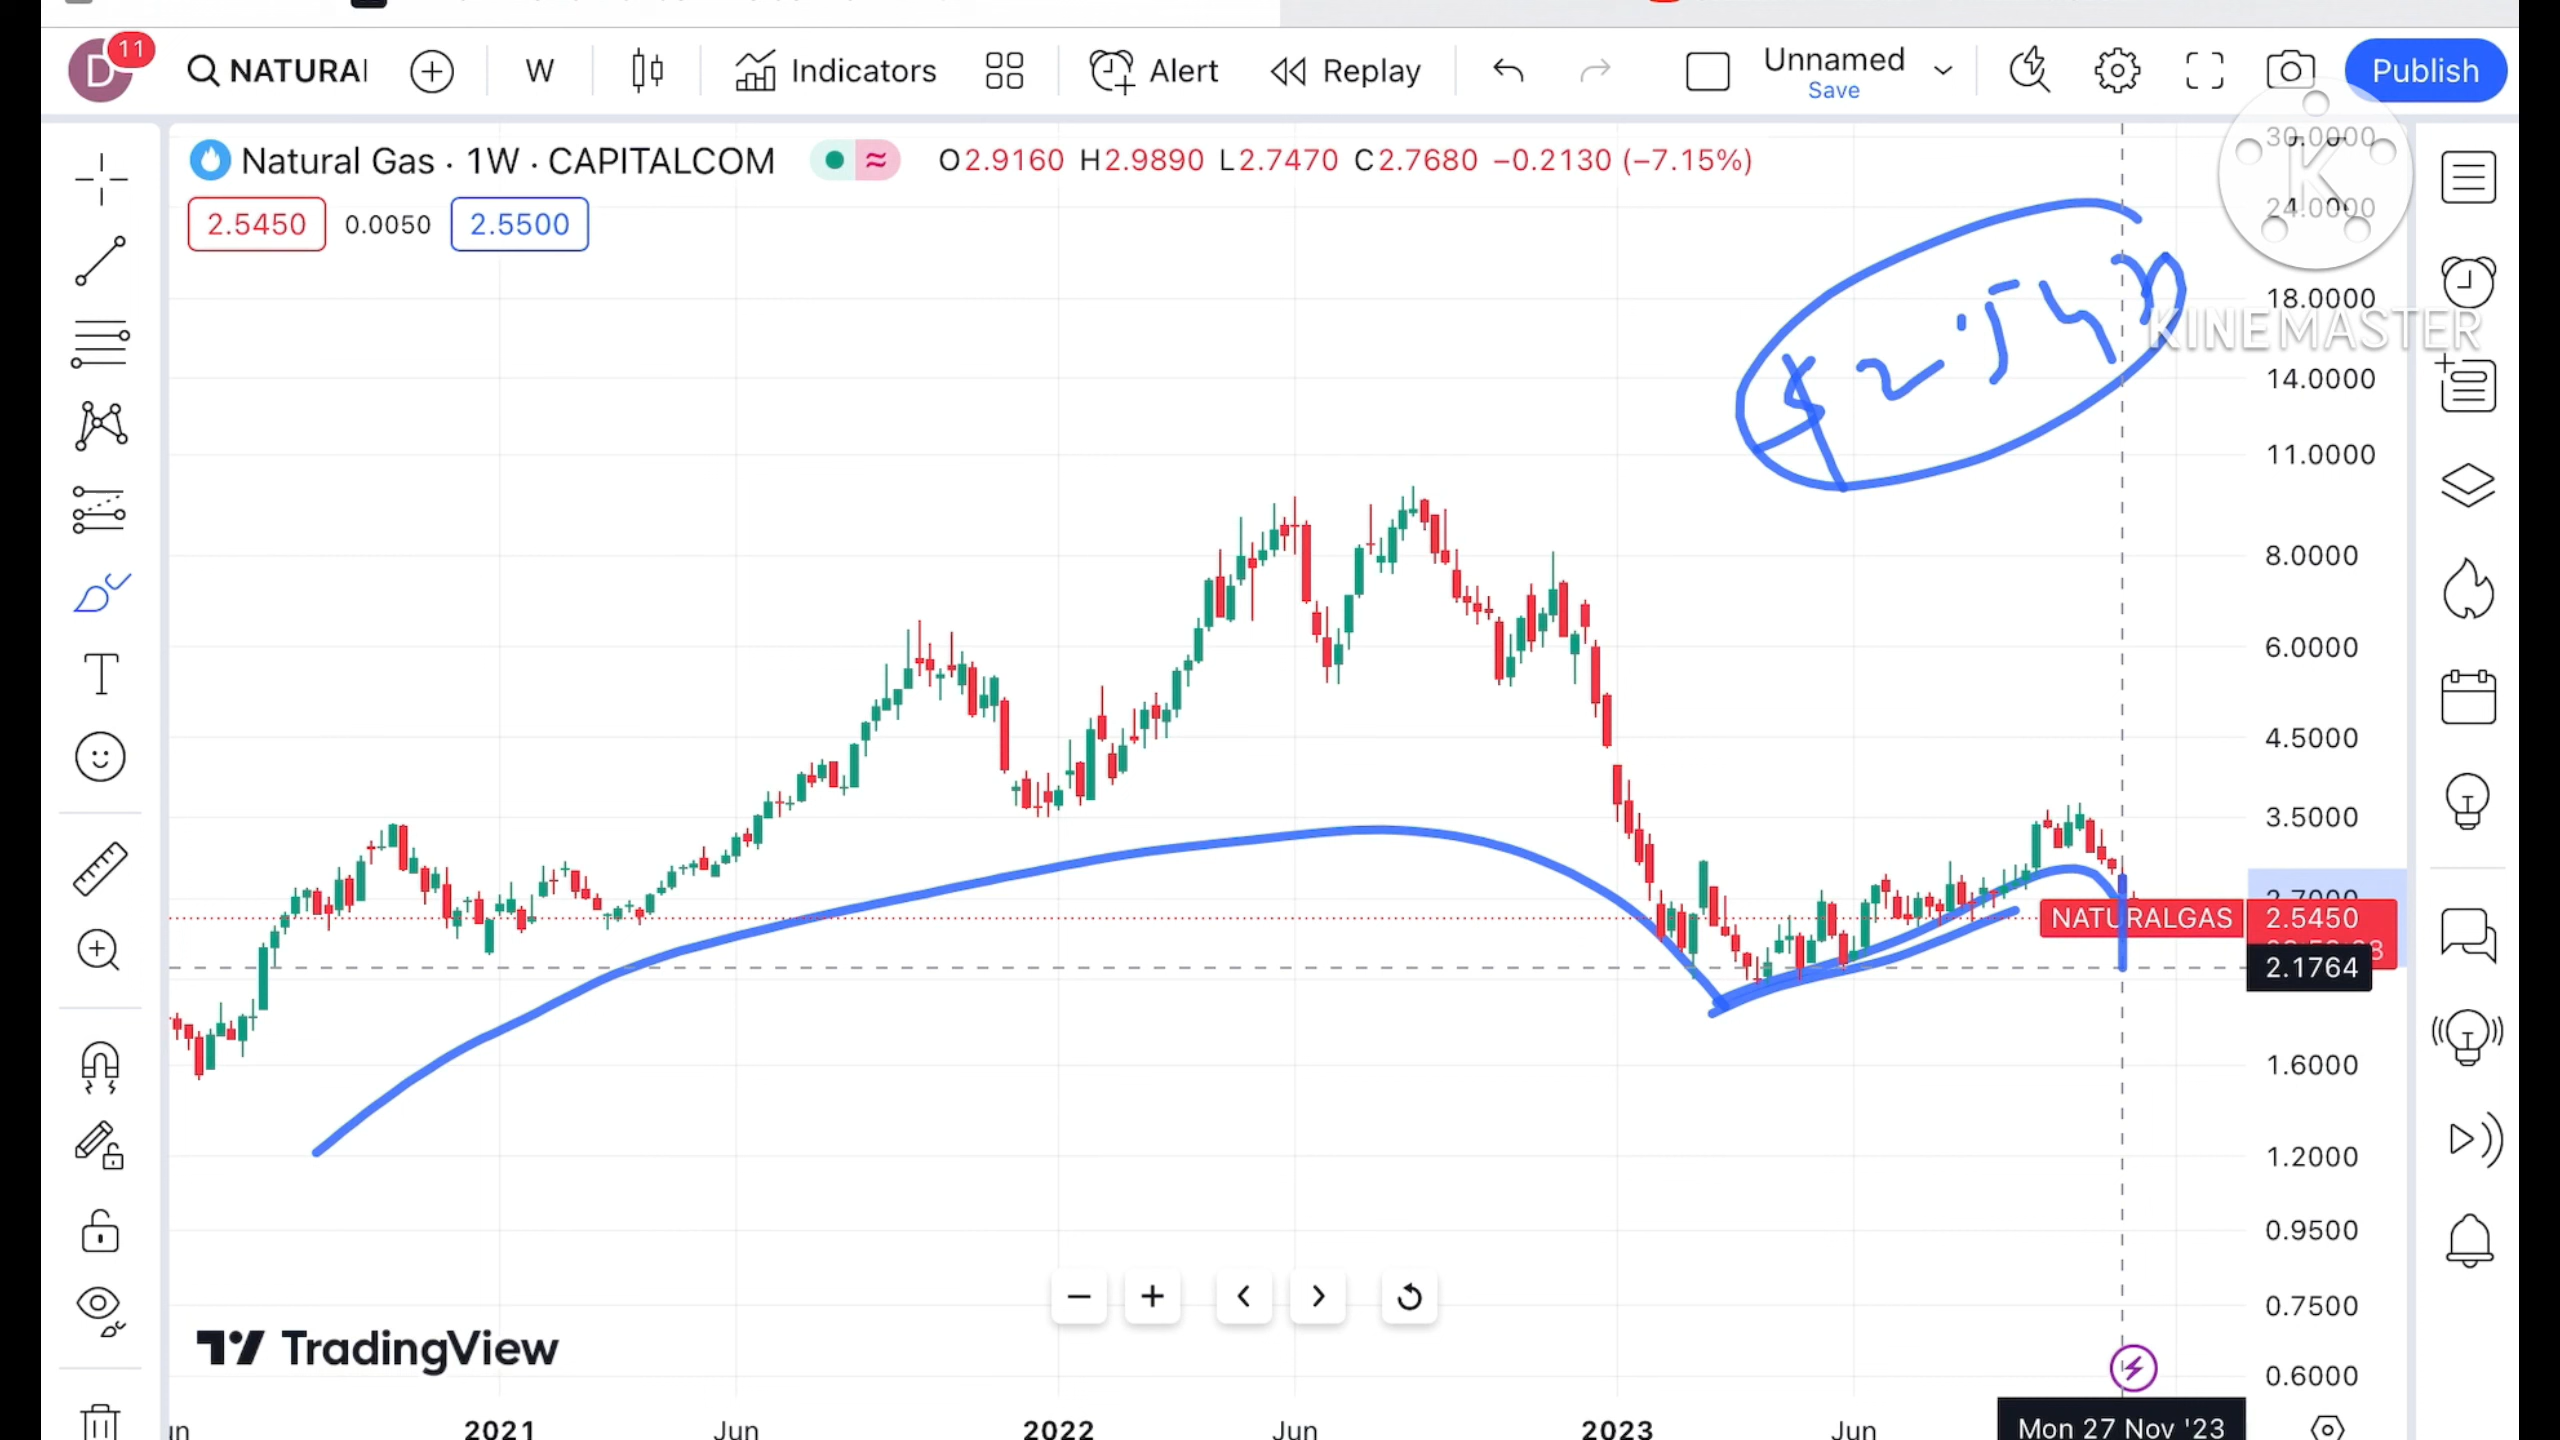 D 11 NATURAl W Indicators Alert Replay Unnamed Publish
Save
Natural Gas · 1W · CAPITALCOM O2.9160 H2.9890 L2.7470 C2.7680 −0.2130 (−7.15%)
2.5450 0.0050 2.5500
K
30.0000
24.0000
18.0000
KINEMASTER
14.0000
11.0000
8.0000
6.0000
4.5000
3.5000
2.7000
NATURALGAS 2.5450
2.1764
1.6000
1.2000
0.9500
0.7500
0.6000
TradingView
2021 Jun 2022 Jun 2023 Jun Mon 27 Nov '23